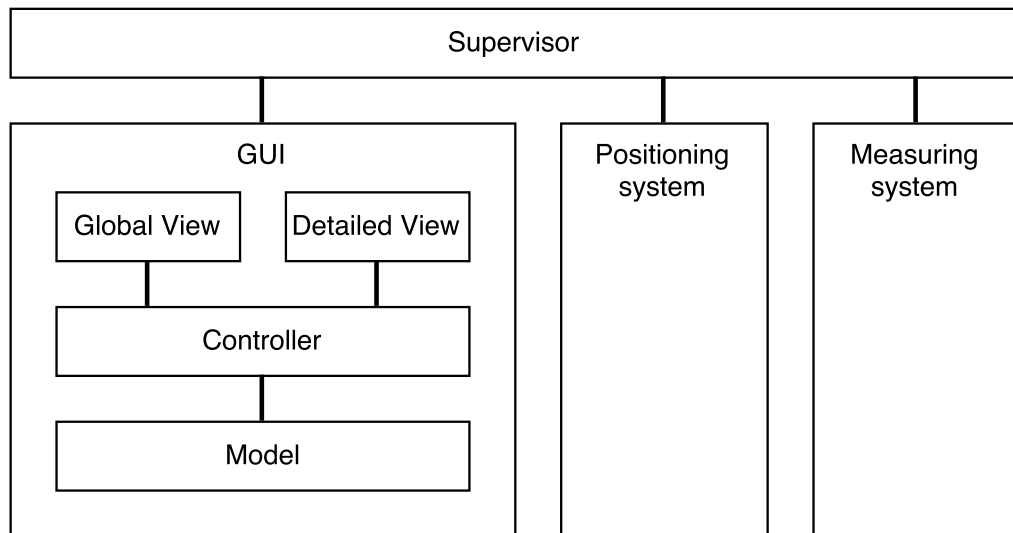 Supervisor
GUI
Positioning
system
Measuring
system
Global View
Detailed View
Controller
Model